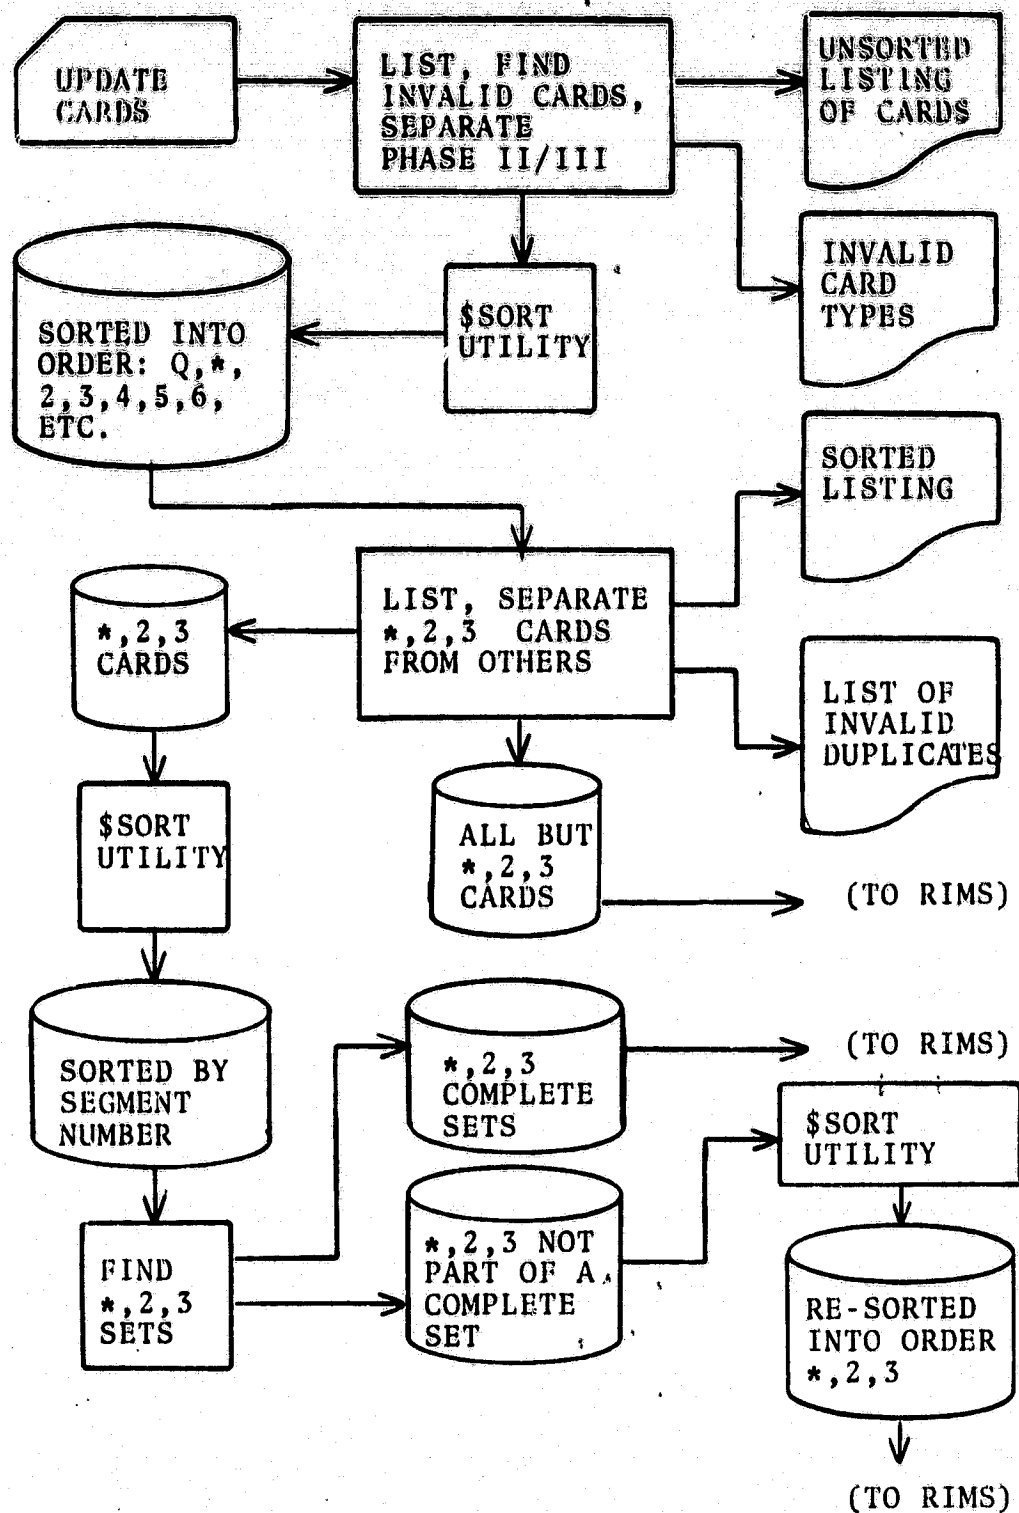 UPDATE
CARDS
LIST, FIND
INVALID CARDS,
SEPARATE
PHASE II/III
UNSORTED
LISTING
OF CARDS
INVALID
CARD
TYPES
$SORT
UTILITY
SORTED INTO
ORDER: Q,*,
2,3,4,5,6,
ETC.
SORTED
LISTING
LIST, SEPARATE
*,2,3 CARDS
FROM OTHERS
*,2,3
CARDS
LIST OF
INVALID
DUPLICATES
$SORT
UTILITY
ALL BUT
*,2,3
CARDS
(TO RIMS)
SORTED BY
SEGMENT
NUMBER
*,2,3
COMPLETE
SETS
(TO RIMS)
$SORT
UTILITY
FIND
*,2,3
SETS
*,2,3 NOT
PART OF A
COMPLETE
SET
RE-SORTED
INTO ORDER
*,2,3
(TO RIMS)